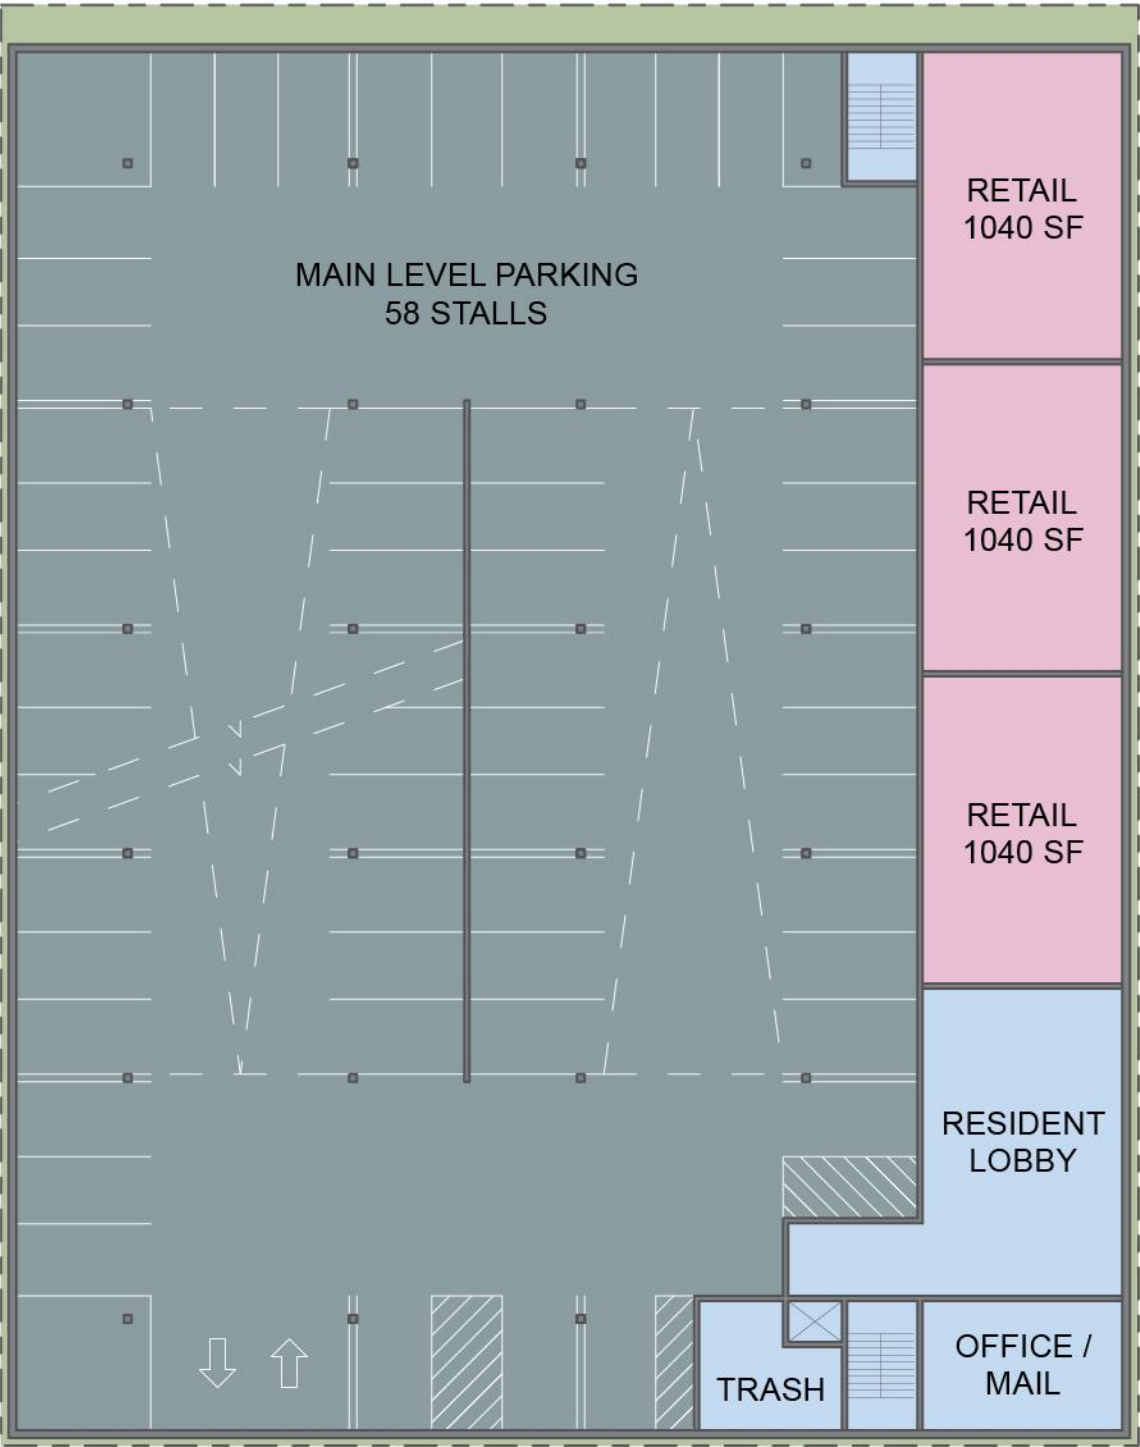 RETAIL
1040 SF
MAIN LEVEL PARKING
58 STALLS
RETAIL
1040 SF
RETAIL
1040 SF
RESIDENT
LOBBY
OFFICE /
MAIL
TRASH